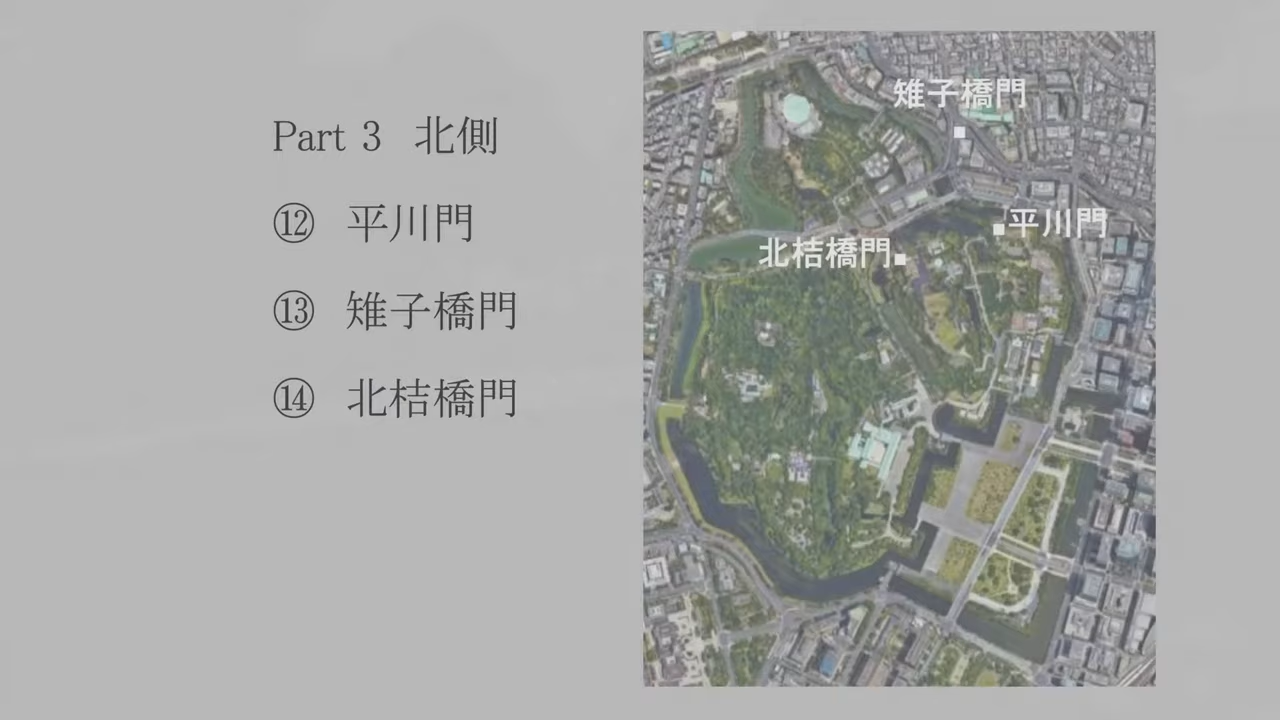 Part 3 北側
⑫ 平川門
⑬ 雉子橋門
⑭ 北桔橋門
雉子橋門
平川門
北桔橋門